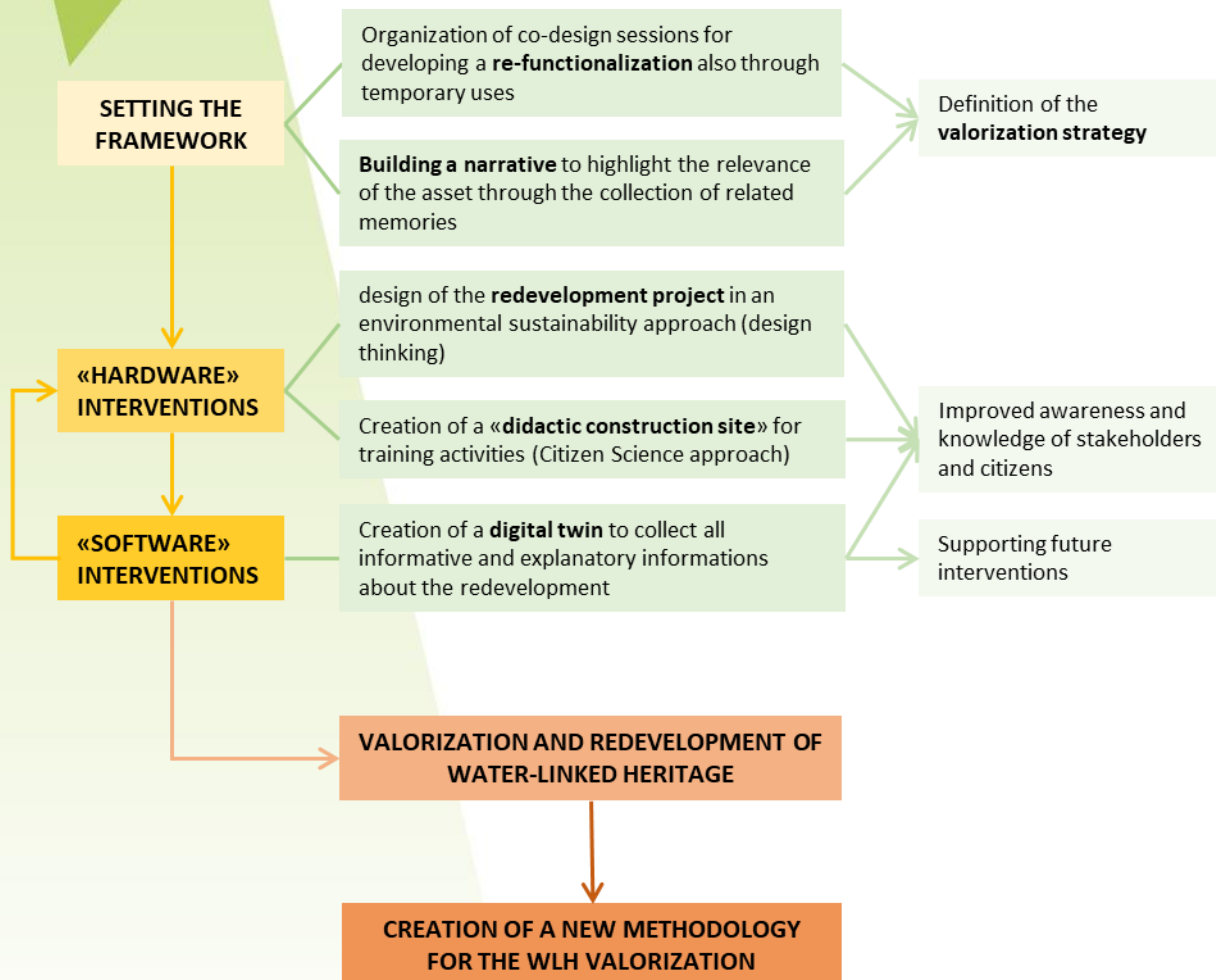 SETTING THE
FRAMEWORK
Organization of co-design sessions for
developing a re-functionalization also through
temporary uses
Building a narrative to highlight the relevance
of the asset through the collection of related
memories
Definition of the
valorization strategy
«HARDWARE»
INTERVENTIONS
design of the redevelopment project in an
environmental sustainability approach (design
thinking)
Creation of a «didactic construction site» for
training activities (Citizen Science approach)
Improved awareness and
knowledge of stakeholders
and citizens
«SOFTWARE»
INTERVENTIONS
Creation of a digital twin to collect all
informative and explanatory informations
about the redevelopment
Supporting future
interventions
VALORIZATION AND REDEVELOPMENT OF
WATER-LINKED HERITAGE
CREATION OF A NEW METHODOLOGY
FOR THE WLH VALORIZATION